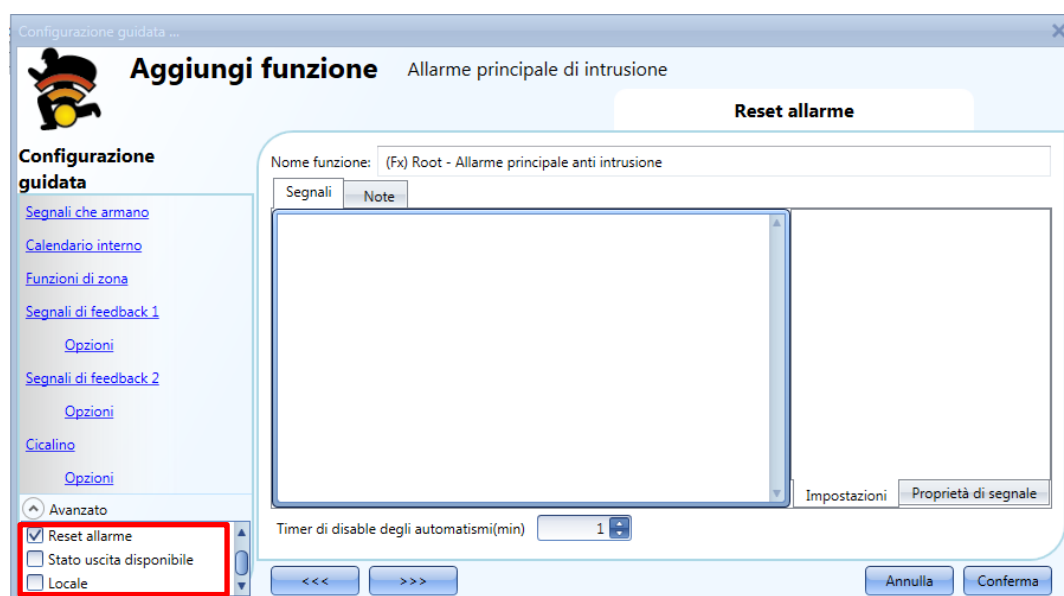 Configurazione guidata ...
Aggiungi funzione
Allarme principale di intrusione
Reset allarme
Configurazione
guidata
Segnali che armano
Calendario interno
Funzioni di zona
Segnali di feedback 1
Opzioni
Segnali di feedback 2
Opzioni
Cicalino
Opzioni
Avanzato
Reset allarme
Stato uscita disponibile
Locale
Nome funzione:
(Fx) Root - Allarme principale anti intrusione
Segnali
Note
Impostazioni
Proprietà di segnale
Timer di disable degli automatismi(min)
1
<<<
>>>
Annulla
Conferma